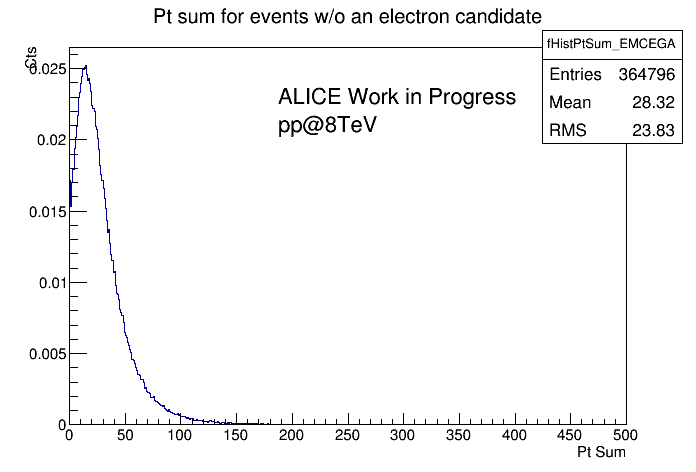 Pt sum for events w/o an electron candidate
Cts
fHistPtSum_EMCEGA
Entries 364796
Mean 28.32
RMS 23.83
ALICE Work in Progress
pp@8TeV
0.025
0.02
0.015
0.01
0.005
0
0 50 100 150 200 250 300 350 400 450 500
Pt Sum